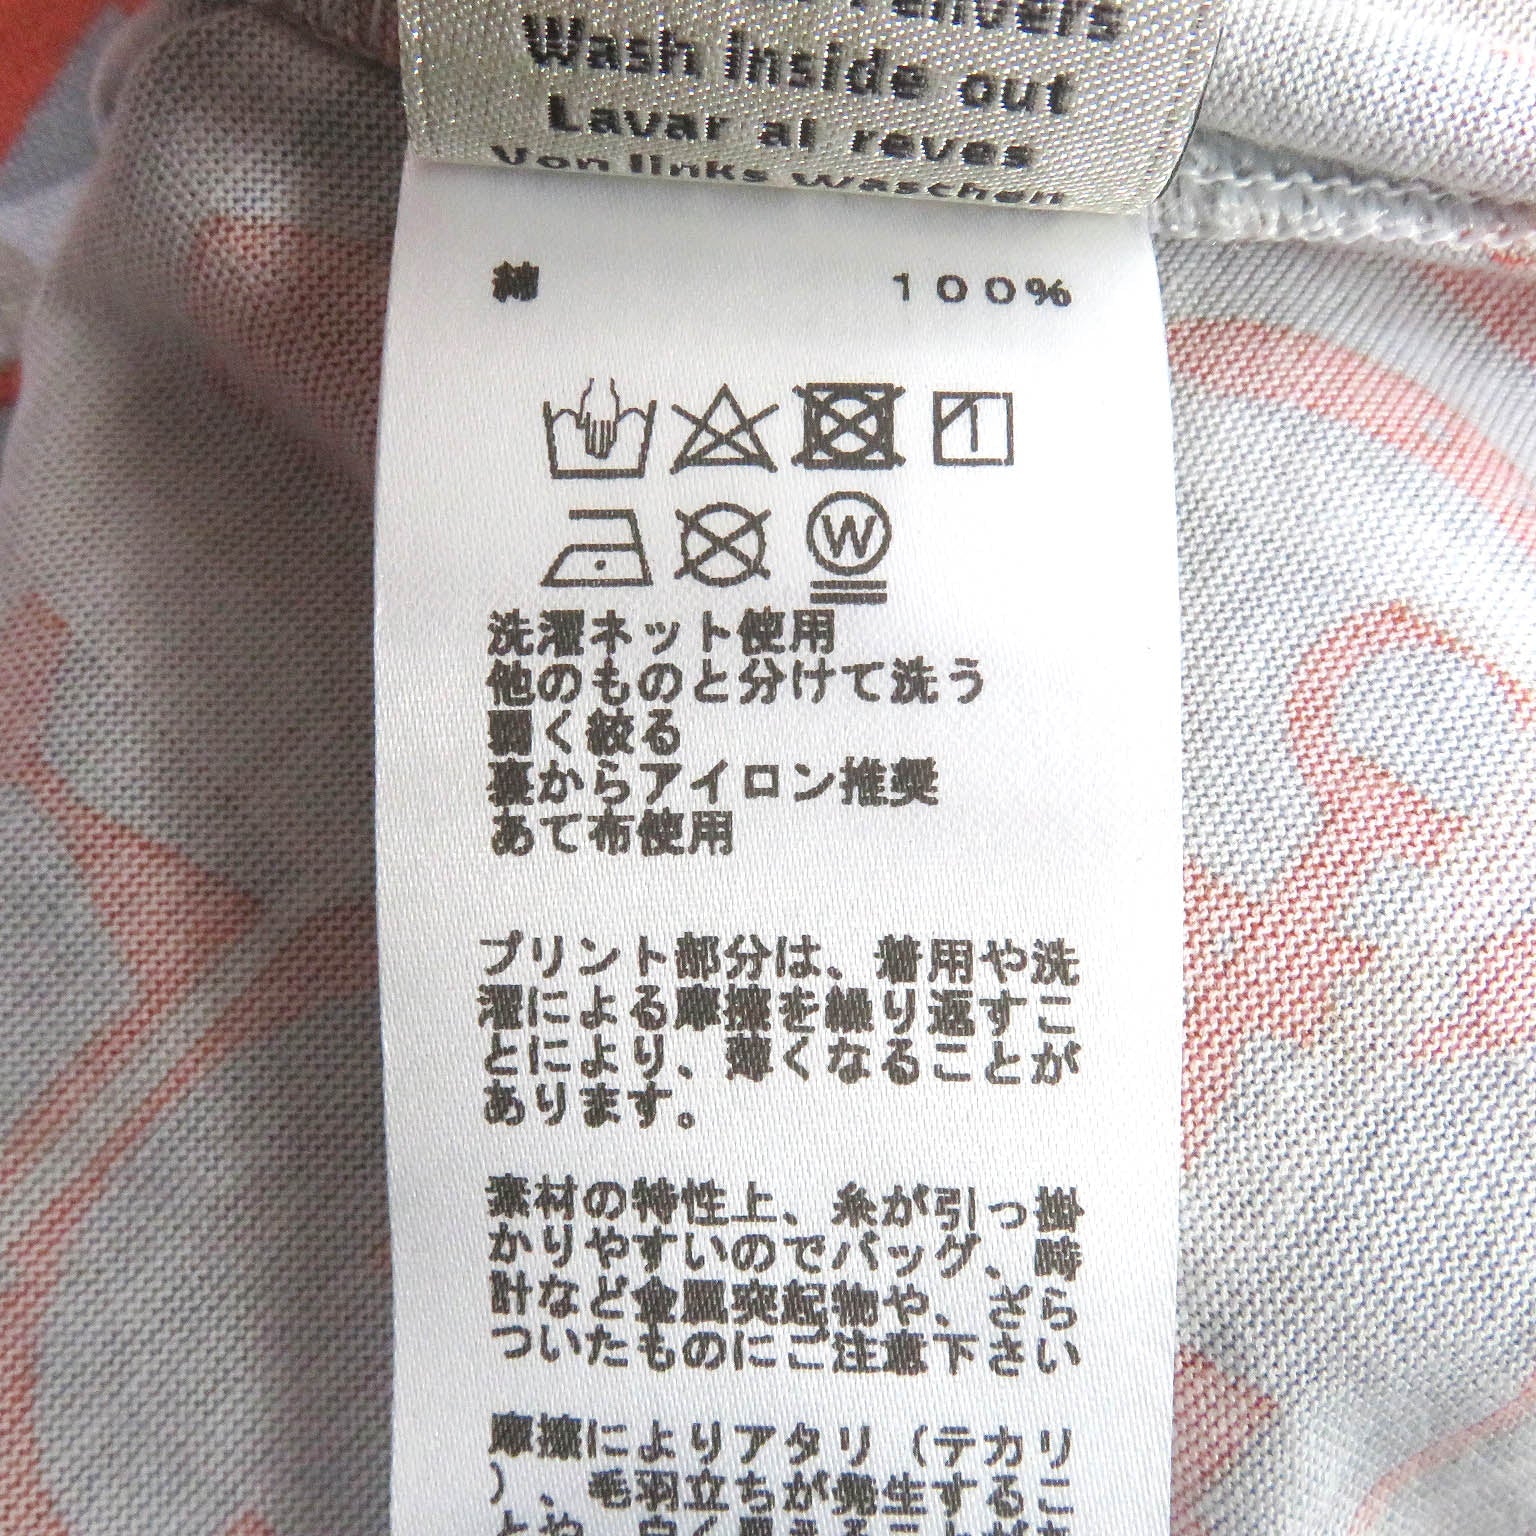 Wash inside out
Lavar al reves
Von links waschen
綿 100%
W
洗濯ネット使用
他のものと分けて洗う
弱く絞る
裏からアイロン推奨
あて布使用
プリント部分は、着用や洗
濯による摩擦を繰り返すこ
とにより、薄くなることが
あります。
素材の特性上、糸が引っ掛
かりやすいのでバッグ、時
計など金属突起物や、ざら
ついたものにご注意下さい
摩擦によりアタリ（テカリ
）、毛羽立ちが発生するこ